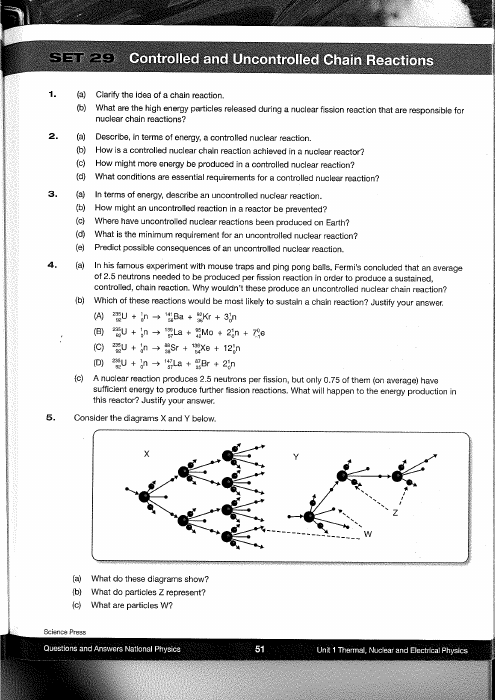 SET 29 Controlled and Uncontrolled Chain Reactions
1. (a) Clarify the idea of a chain reaction.
(b) What are the high energy particles released during a nuclear fission reaction that are responsible for
nuclear chain reactions?
2. (a) Describe, in terms of energy, a controlled nuclear reaction.
(b) How is a controlled nuclear chain reaction achieved in a nuclear reactor?
(c) How might more energy be produced in a controlled nuclear reaction?
(d) What conditions are essential requirements for a controlled nuclear reaction?
3. (a) In terms of energy, describe an uncontrolled nuclear reaction.
(b) How might an uncontrolled reaction in a reactor be prevented?
(c) Where have uncontrolled nuclear reactions been produced on Earth?
(d) What is the minimum requirement for an uncontrolled nuclear reaction?
(e) Predict possible consequences of an uncontrolled nuclear reaction.
4. (a) In his famous experiment with mouse traps and ping pong balls, Fermi's concluded that an average
of 2.5 neutrons needed to be produced per fission reaction in order to produce a sustained,
controlled, chain reaction. Why wouldn't these produce an uncontrolled nuclear chain reaction?
(b) Which of these reactions would be most likely to sustain a chain reaction? Justify your answer.
(A) ²³⁵₉₂U + ¹₀n → ¹⁴¹₅₆Ba + ⁹²₃₆Kr + 3¹₀n
(B) ²³⁵₉₂U + ¹₀n → ¹³⁹₅₇La + ⁹⁵₄₂Mo + 2¹₀n + 7⁰₋₁e
(C) ²³⁵₉₂U + ¹₀n → ⁸⁸₃₈Sr + ¹³⁶₅₄Xe + 12¹₀n
(D) ²³⁵₉₂U + ¹₀n → ¹⁴⁷₅₇La + ⁸⁷₃₅Br + 2¹₀n
(c) A nuclear reaction produces 2.5 neutrons per fission, but only 0.75 of them (on average) have
sufficient energy to produce further fission reactions. What will happen to the energy production in
this reactor? Justify your answer.
5. Consider the diagrams X and Y below.
X
Y
Z
W
(a) What do these diagrams show?
(b) What do particles Z represent?
(c) What are particles W?
Science Press
Questions and Answers National Physics 51 Unit 1 Thermal, Nuclear and Electrical Physics